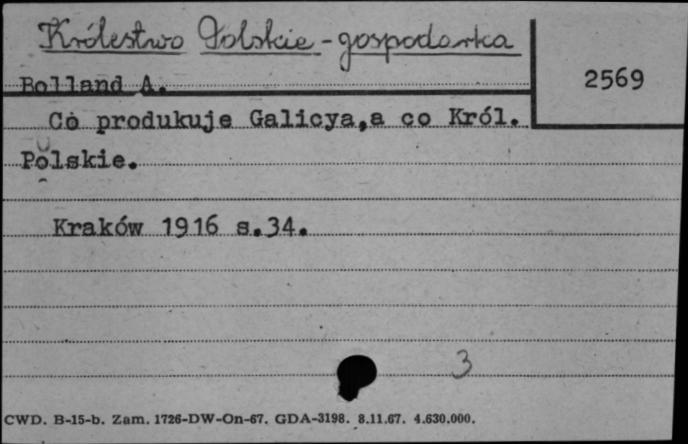 Królestwo Polskie - gospodarka
Bolland A.
2569
Co produkuje Galicya,a co Król.
Polskie.
Kraków 1916 s.34.
3
CWD. B-15-b. Zam. 1726-DW-On-67. GDA-3198. 8.11.67. 4.630.000.